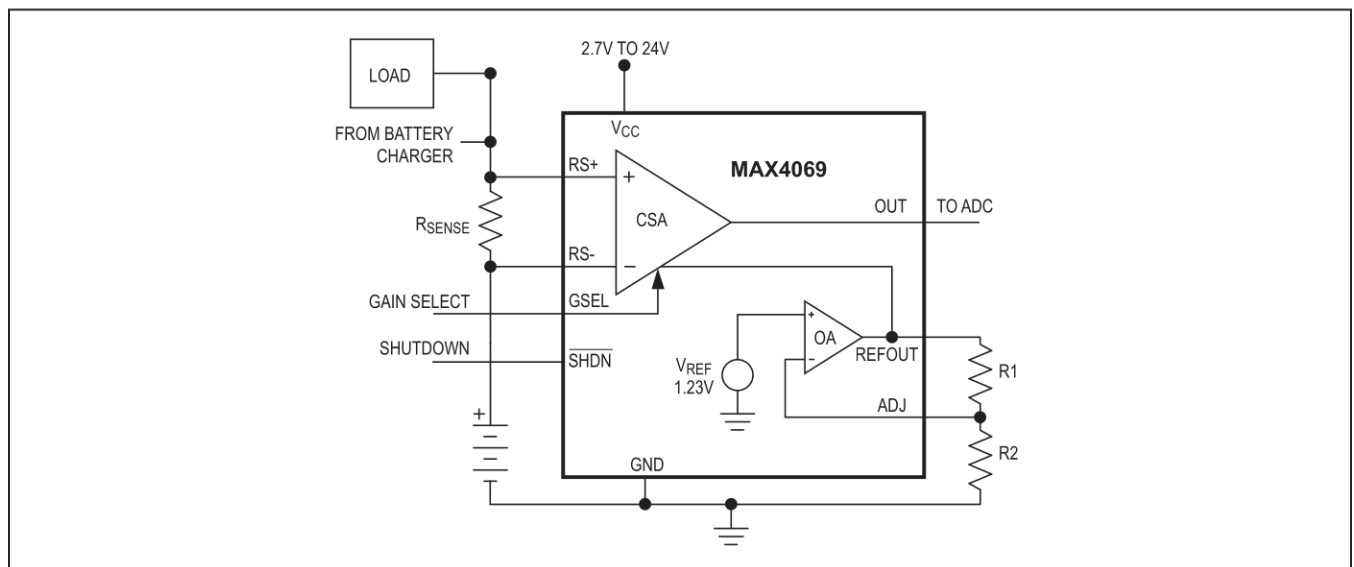 2.7V TO 24V
LOAD
FROM BATTERY
CHARGER
VCC
MAX4069
RS+
+
CSA
OUT
TO ADC
RSENSE
RS-
−
GAIN SELECT
GSEL
SHUTDOWN
SHDN
VREF
1.23V
+
OA
−
REFOUT
R1
ADJ
+
R2
GND